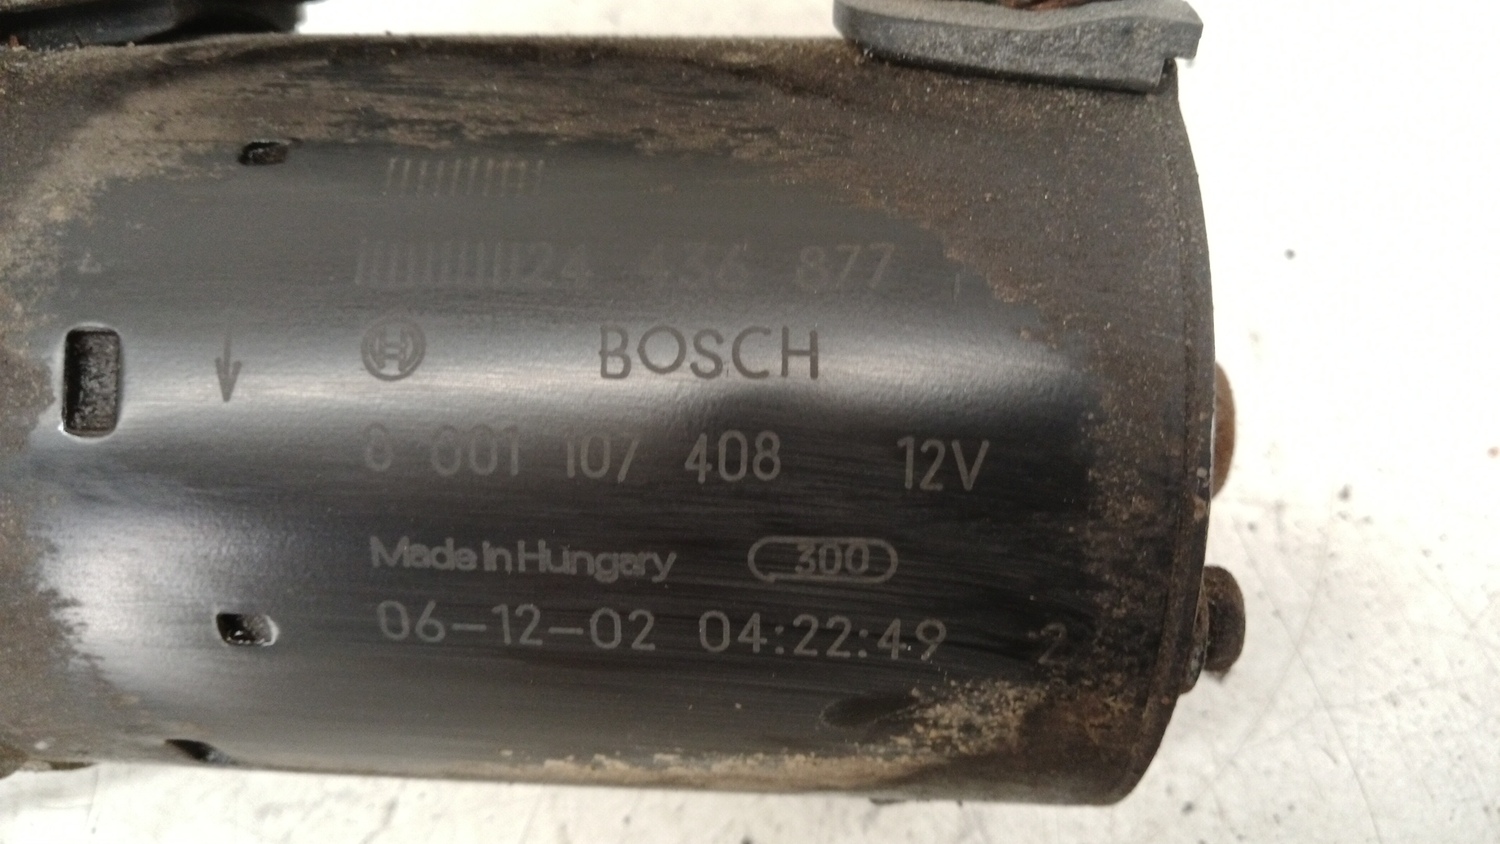 24 436 877
BOSCH
0 001 107 408 12V
Made in Hungary 300
06-12-02 04:22:49 2